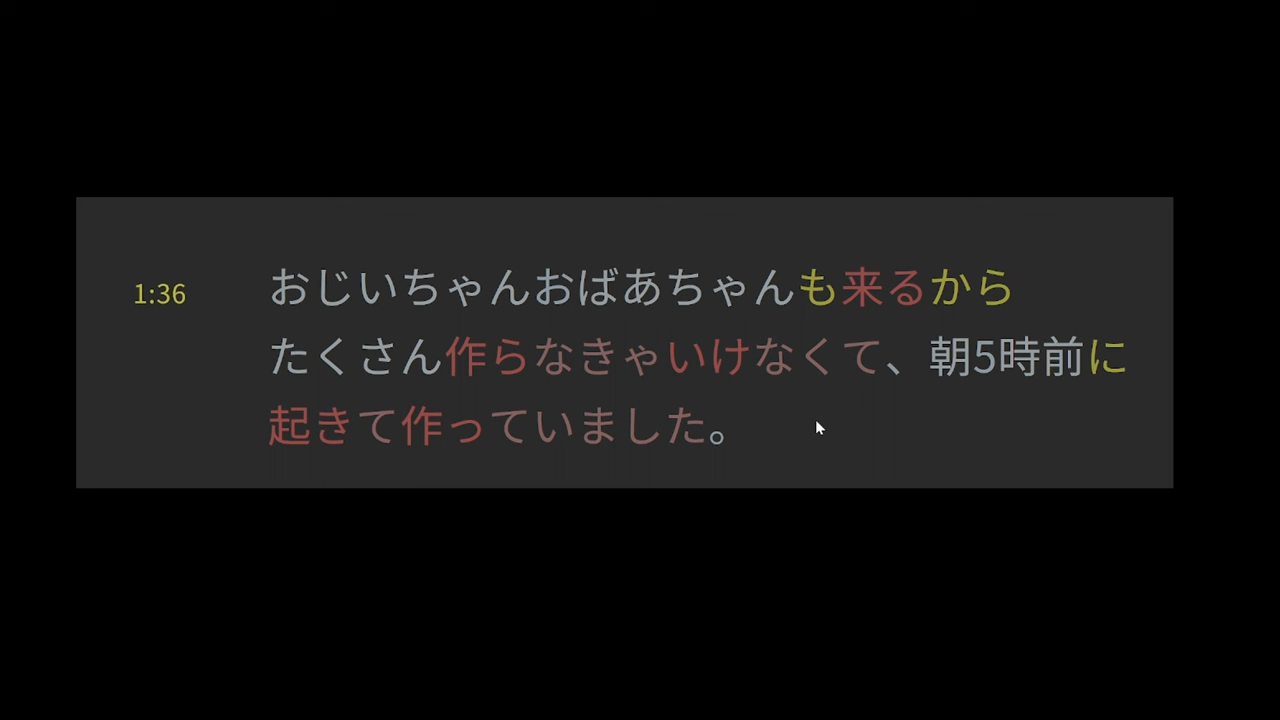 1:36
おじいちゃんおばあちゃんも来るから
たくさん作らなきゃいけなくて、朝5時前に
起きて作っていました。